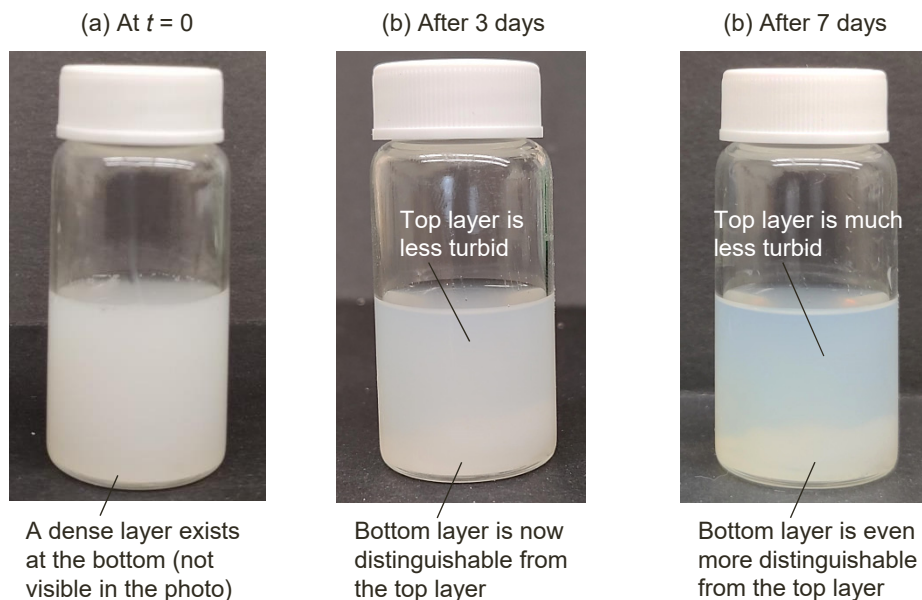 (a) At t = 0
(b) After 3 days
(b) After 7 days
Top layer is
less turbid
Top layer is much
less turbid
A dense layer exists
at the bottom (not
visible in the photo)
Bottom layer is now
distinguishable from
the top layer
Bottom layer is even
more distinguishable
from the top layer